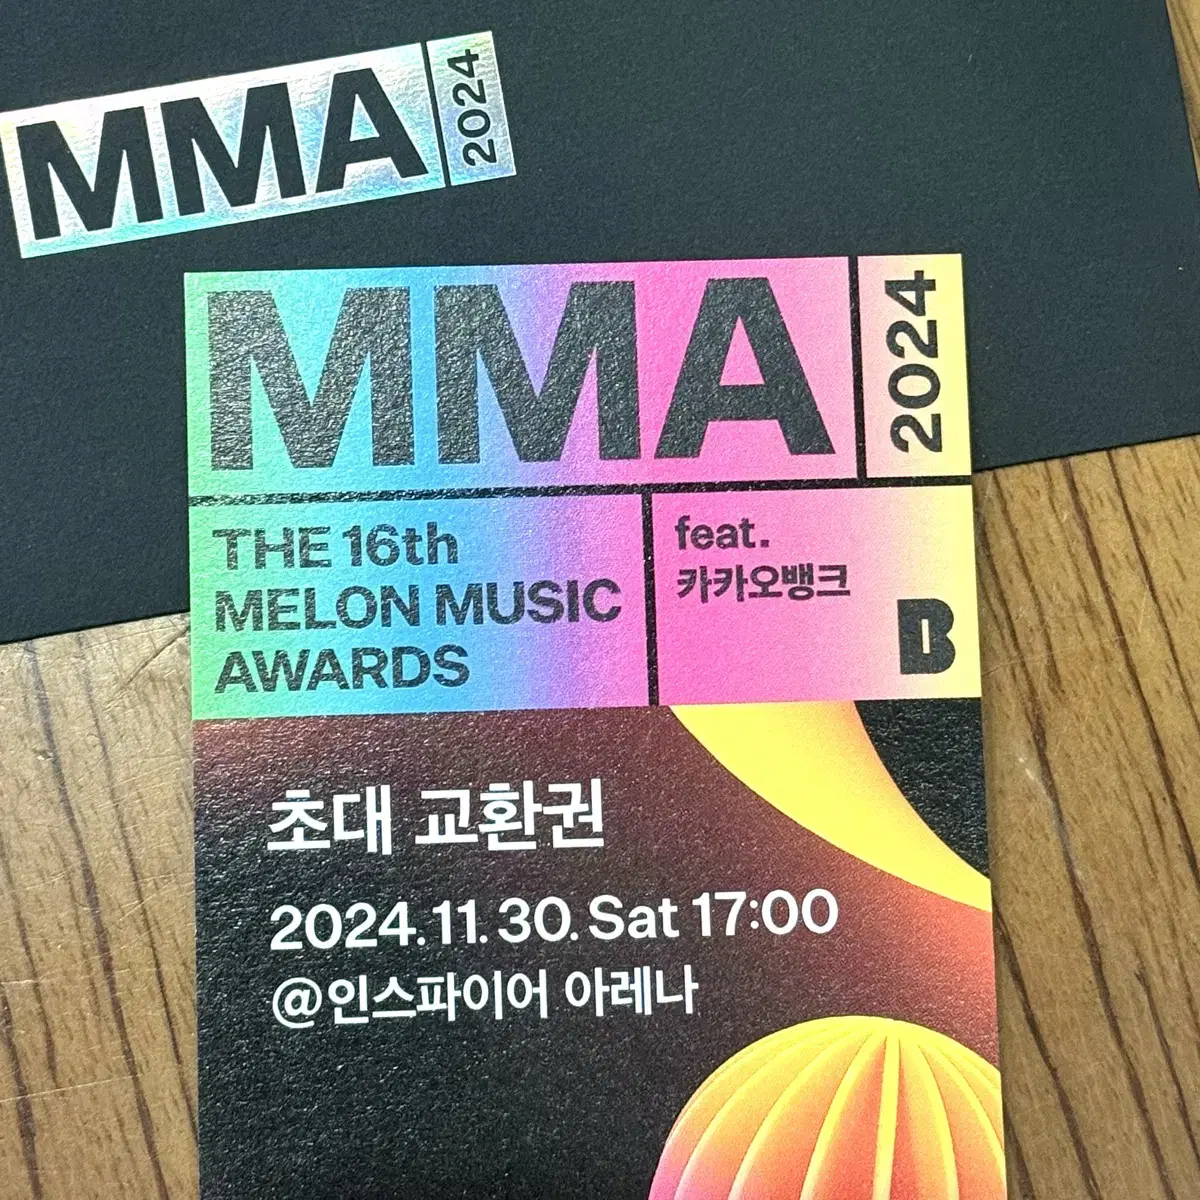 MMA 2024
MMA 2024
THE 16th
MELON MUSIC
AWARDS
feat.
카카오뱅크
B
초대 교환권
2024.11.30.Sat 17:00
@인스파이어 아레나